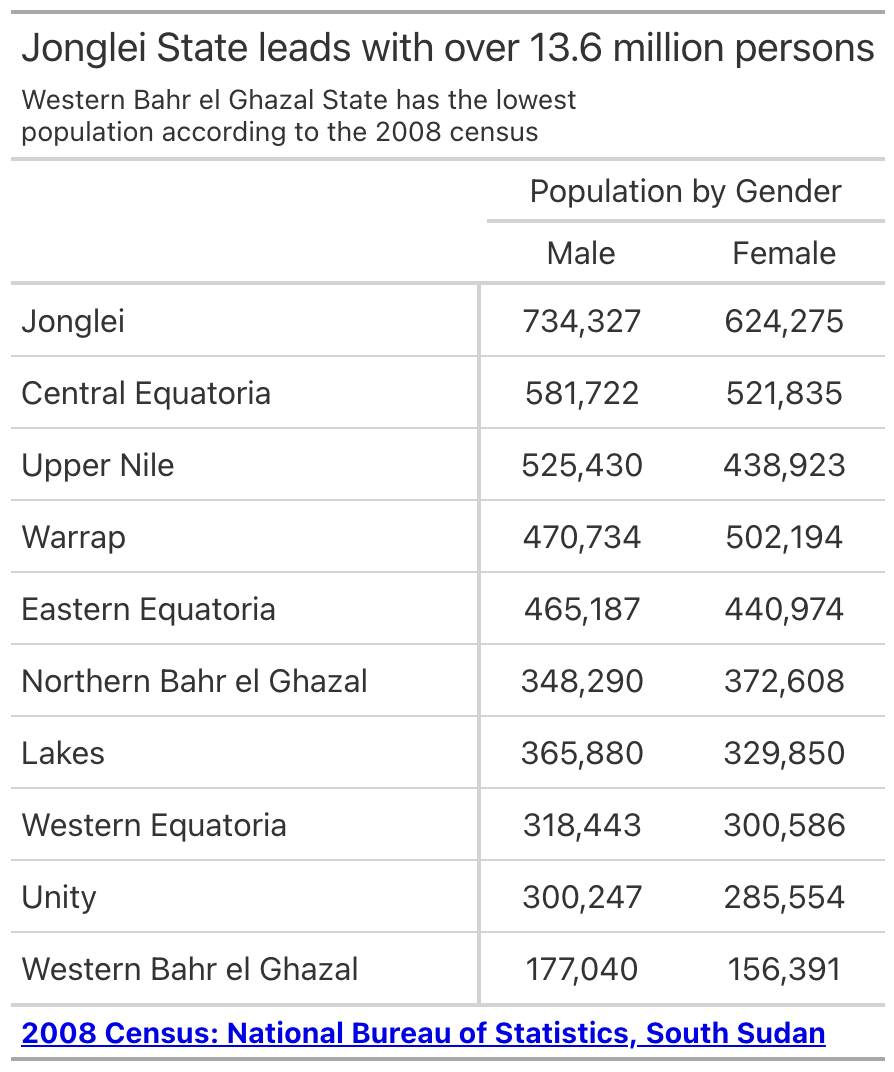 Jonglei State leads with over 13.6 million persons
Western Bahr el Ghazal State has the lowest
population according to the 2008 census
Population by Gender
Male Female
Jonglei 734,327 624,275
Central Equatoria 581,722 521,835
Upper Nile 525,430 438,923
Warrap 470,734 502,194
Eastern Equatoria 465,187 440,974
Northern Bahr el Ghazal 348,290 372,608
Lakes 365,880 329,850
Western Equatoria 318,443 300,586
Unity 300,247 285,554
Western Bahr el Ghazal 177,040 156,391
2008 Census: National Bureau of Statistics, South Sudan